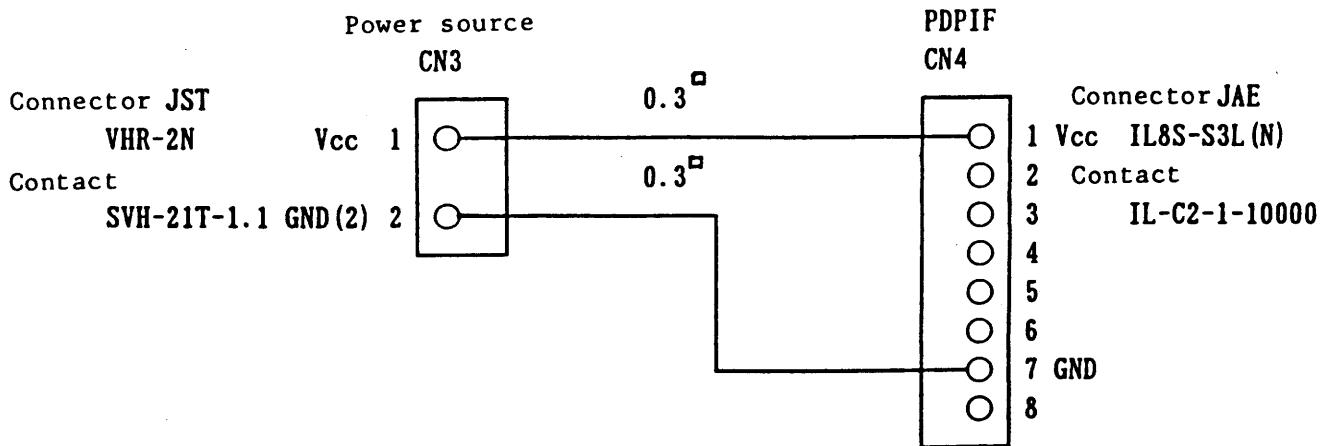 Power source
CN3
PDPIF
CN4
Connector JST
VHR-2N
Contact
SVH-21T-1.1
Vcc 1
GND(2) 2
0.3□
0.3□
1 Vcc
2
3
4
5
6
7 GND
8
Connector JAE
IL8S-S3L(N)
Contact
IL-C2-1-10000